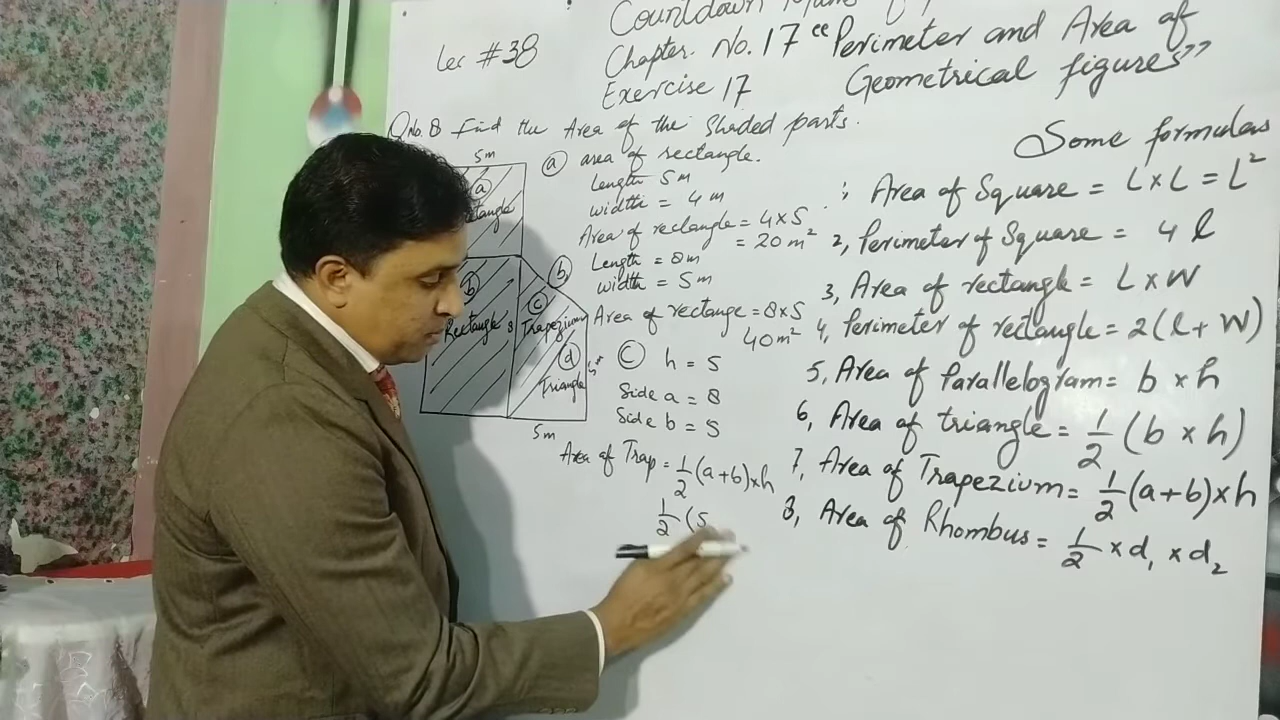 Lec #38
Countdown
Chapter. No. 17 "Perimeter and Area of
Geometrical figures"
Exercise 17
Q No. 8 Find the Area of the Shaded parts.
5m
(a)
(b)
Rectangle
(c)
Trapezium
(d)
Triangle
5m
(a) area of rectangle.
Length 5m
width = 4 m
Area of rectangle = 4x5
= 20 m²
(b)
Length = 8m
width = 5m
Area of rectange = 8x5
40m²
(C) h = 5
Side a = 8
Side b = 5
Area of Trap = 1/2 (a+b)xh
1/2 (5
Some formulas
1, Area of Square = LxL = L²
2, Perimeter of Square = 4 l
3, Area of rectangle = L x W
4, Perimeter of rectangle = 2(l+W)
5, Area of Parallelogram = b x h
6, Area of triangle = 1/2 (b x h)
7, Area of Trapezium = 1/2 (a+b) x h
8, Area of Rhombus = 1/2 x d₁ x d₂